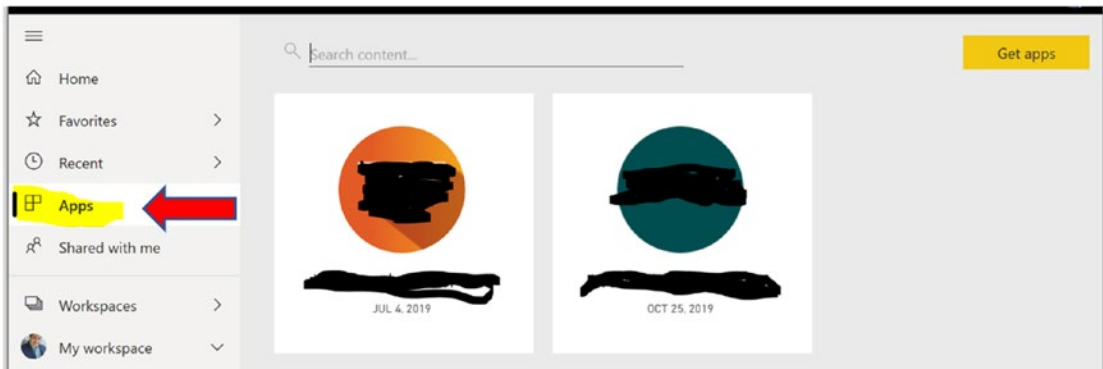 Search content...
Get apps
Home
Favorites
Recent
Apps
Shared with me
Workspaces
My workspace
JUL 4, 2019
OCT 25, 2019